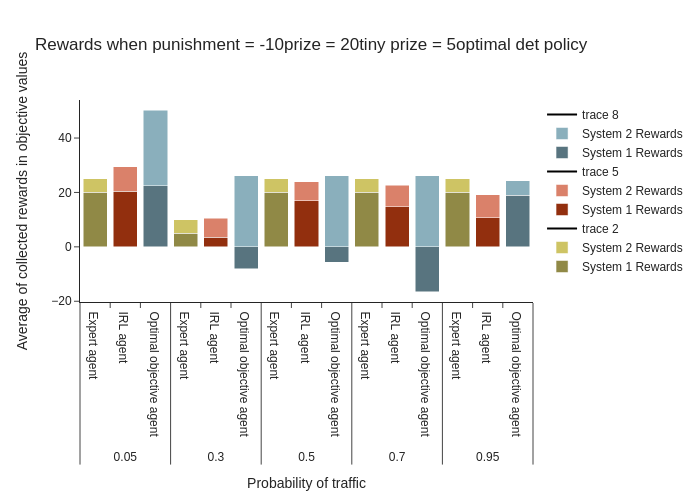 Rewards when punishment = -10prize = 20tiny prize = 5optimal det policy
Average of collected rewards in objective values
40
20
0
−20
trace 8
System 2 Rewards
System 1 Rewards
trace 5
System 2 Rewards
System 1 Rewards
trace 2
System 2 Rewards
System 1 Rewards
Expert agent
IRL agent
Optimal objective agent
Expert agent
IRL agent
Optimal objective agent
Expert agent
IRL agent
Optimal objective agent
Expert agent
IRL agent
Optimal objective agent
Expert agent
IRL agent
Optimal objective agent
0.05
0.3
0.5
0.7
0.95
Probability of traffic